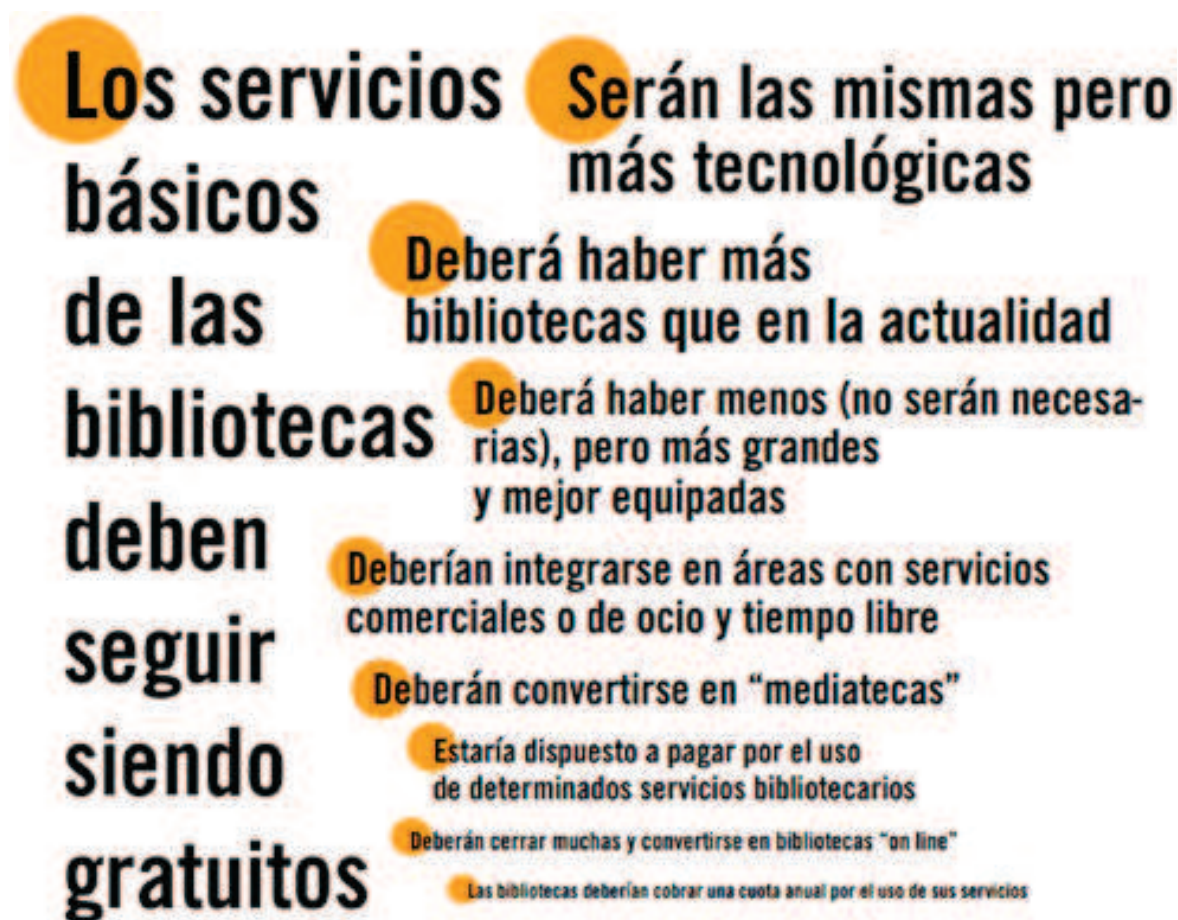 Los servicios
básicos
de las
bibliotecas
deben
seguir
siendo
gratuitos
Serán las mismas pero
más tecnológicas
Deberá haber más
bibliotecas que en la actualidad
Deberá haber menos (no serán necesa-
rias), pero más grandes
y mejor equipadas
Deberían integrarse en áreas con servicios
comerciales o de ocio y tiempo libre
Deberán convertirse en “mediatecas”
Estaría dispuesto a pagar por el uso
de determinados servicios bibliotecarios
Deberán cerrar muchas y convertirse en bibliotecas “on line”
Las bibliotecas deberían cobrar una cuota anual por el uso de sus servicios